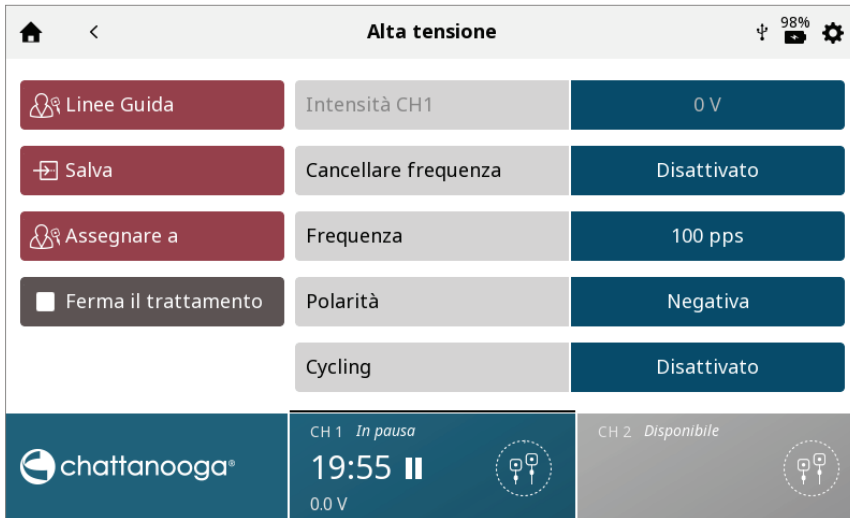 Alta tensione
98%
Linee Guida
Intensità CH1
0 V
Salva
Cancellare frequenza
Disattivato
Assegnare a
Frequenza
100 pps
Ferma il trattamento
Polarità
Negativa
Cycling
Disattivato
chattanooga®
CH 1 In pausa
19:55
0.0 V
CH 2 Disponibile